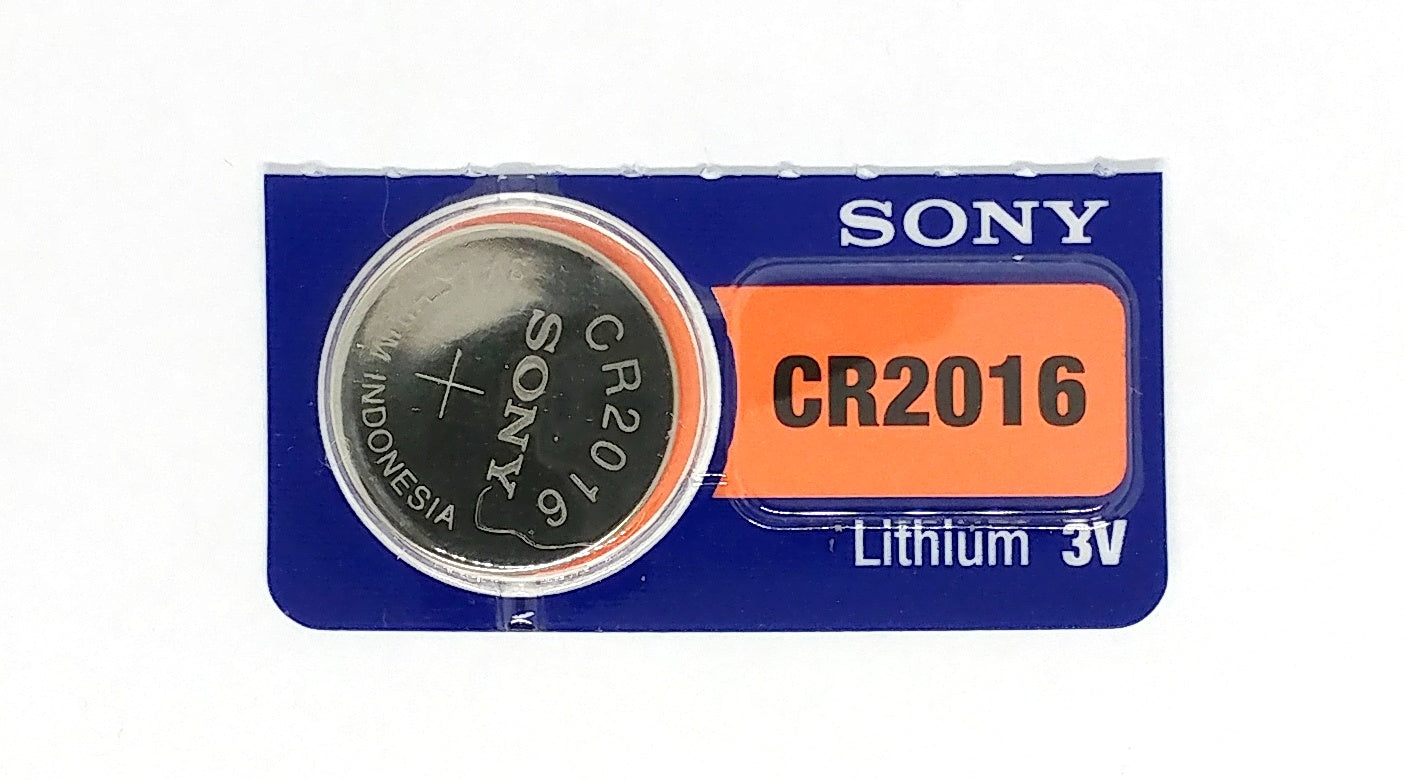 SONY
CR2016
Lithium 3V
CR2016
SONY
+
INDONESIA